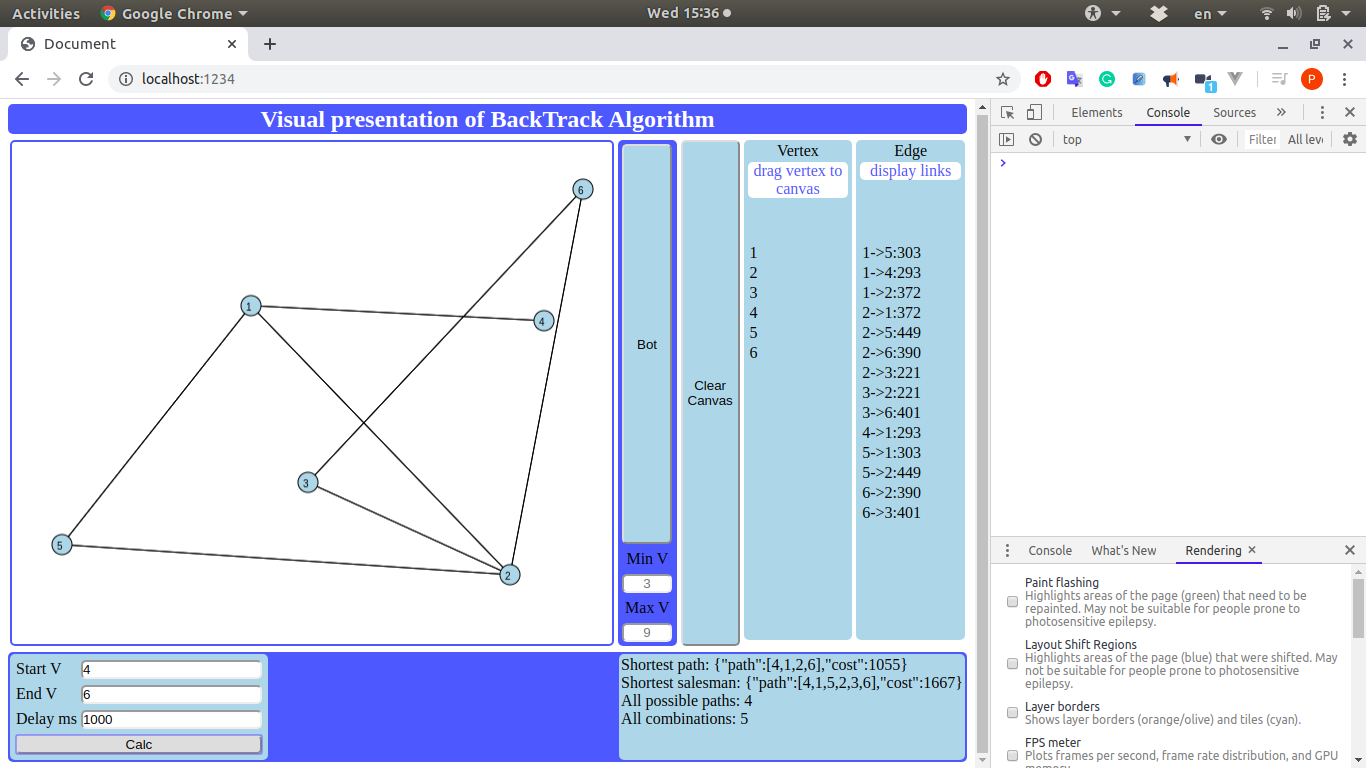 Activities Google Chrome Wed 15:36 en
Document
localhost:1234
1
P
Visual presentation of BackTrack Algorithm
6
1
4
3
5
2
Bot
Min V
3
Max V
9
Clear
Canvas
Vertex
drag vertex to
canvas
1
2
3
4
5
6
Edge
display links
1->5:303
1->4:293
1->2:372
2->1:372
2->5:449
2->6:390
2->3:221
3->2:221
3->6:401
4->1:293
5->1:303
5->2:449
6->2:390
6->3:401
Start V 4
End V 6
Delay ms 1000
Calc
Shortest path: {"path":[4,1,2,6],"cost":1055}
Shortest salesman: {"path":[4,1,5,2,3,6],"cost":1667}
All possible paths: 4
All combinations: 5
Elements Console Sources
top Filter All leve
Console What's New Rendering
Paint flashing
Highlights areas of the page (green) that need to be
repainted. May not be suitable for people prone to
photosensitive epilepsy.
Layout Shift Regions
Highlights areas of the page (blue) that were shifted. May
not be suitable for people prone to photosensitive
epilepsy.
Layer borders
Shows layer borders (orange/olive) and tiles (cyan).
FPS meter
Plots frames per second, frame rate distribution, and GPU